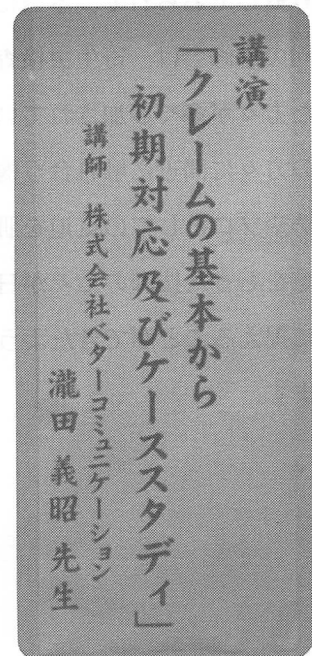 講演
「クレームの基本から
初期対応及びケーススタディ」
講師 株式会社ベターコミュニケーション
瀧田 義昭 先生